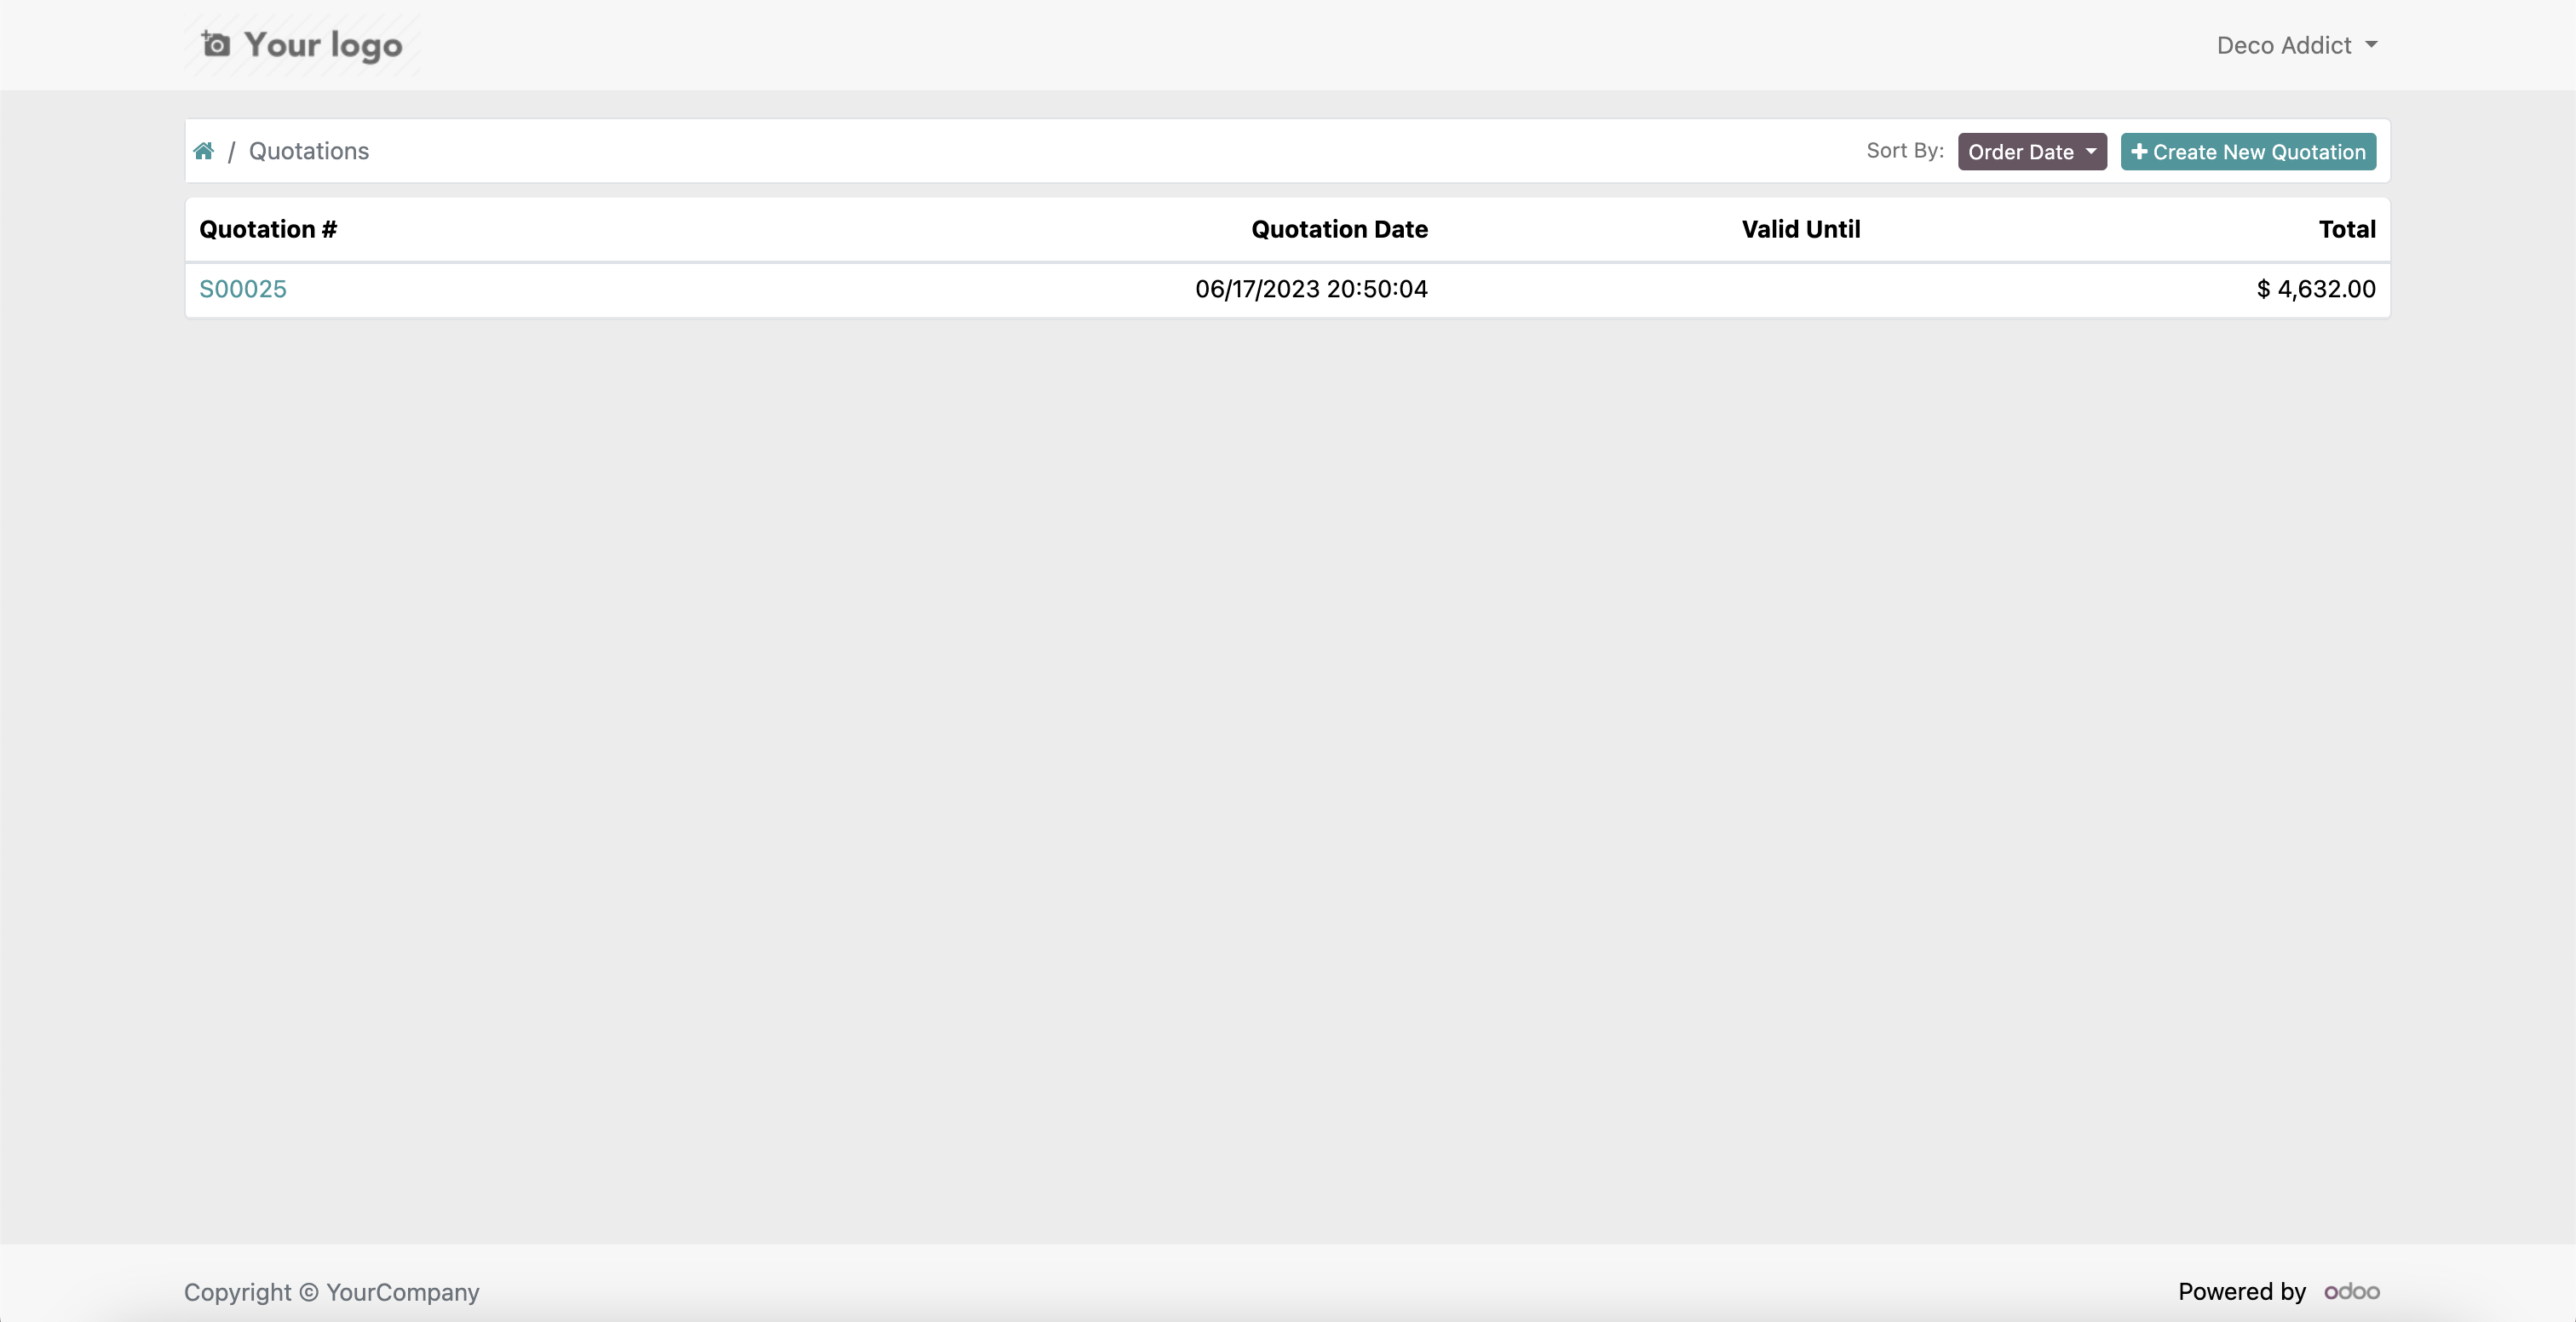 Your logo
Deco Addict
/ Quotations
Sort By: Order Date + Create New Quotation
Quotation # Quotation Date Valid Until Total
S00025 06/17/2023 20:50:04 $ 4,632.00
Copyright © YourCompany
Powered by odoo